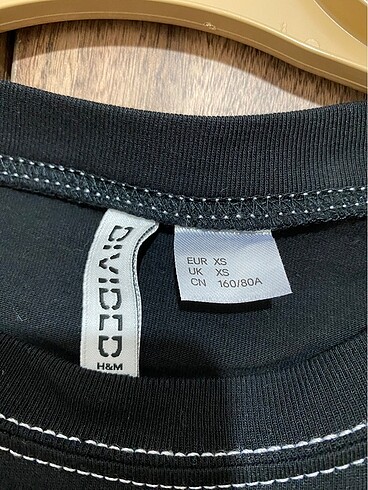 DIVIDED
H&M
EUR XS
UK XS
CN 160/80A